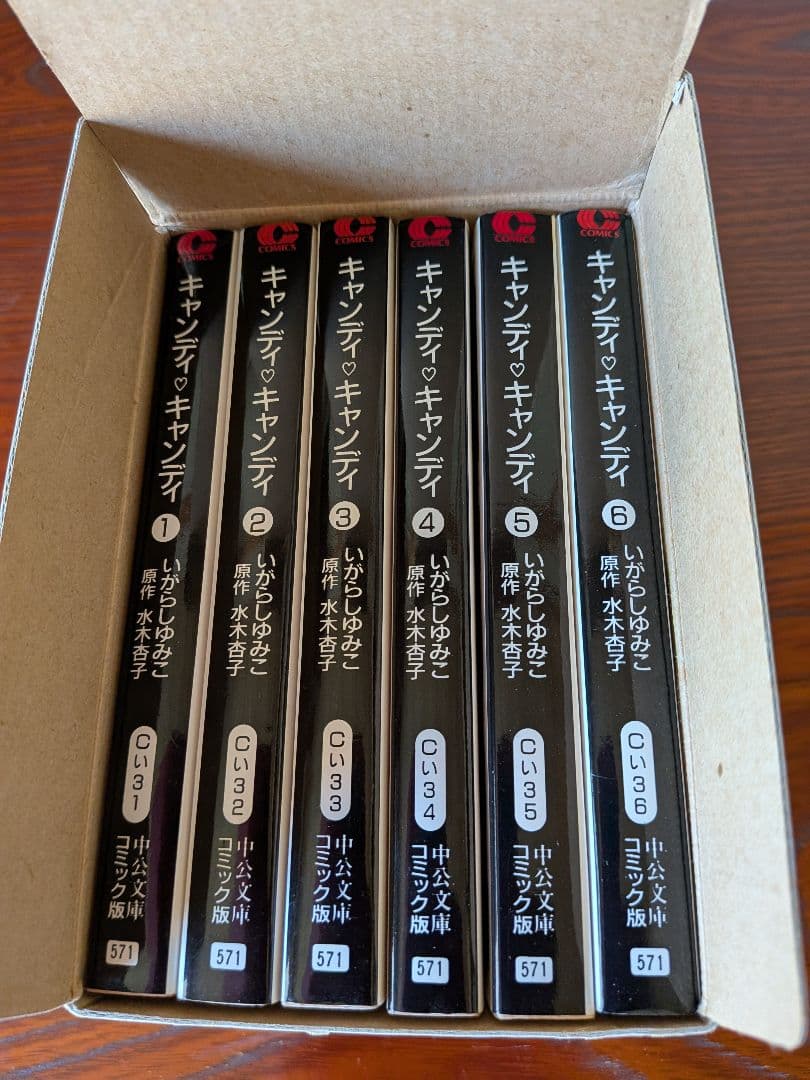 C
COMICS
キャンディ♡キャンディ
1
いがらしゆみこ
原作 水木杏子
Cい31
中公文庫
コミック版
571
C
COMICS
キャンディ♡キャンディ
2
いがらしゆみこ
原作 水木杏子
Cい32
中公文庫
コミック版
571
C
COMICS
キャンディ♡キャンディ
3
いがらしゆみこ
原作 水木杏子
Cい33
中公文庫
コミック版
571
C
COMICS
キャンディ♡キャンディ
4
いがらしゆみこ
原作 水木杏子
Cい34
中公文庫
コミック版
571
C
COMICS
キャンディ♡キャンディ
5
いがらしゆみこ
原作 水木杏子
Cい35
中公文庫
コミック版
571
C
COMICS
キャンディ♡キャンディ
6
いがらしゆみこ
原作 水木杏子
Cい36
中公文庫
コミック版
571